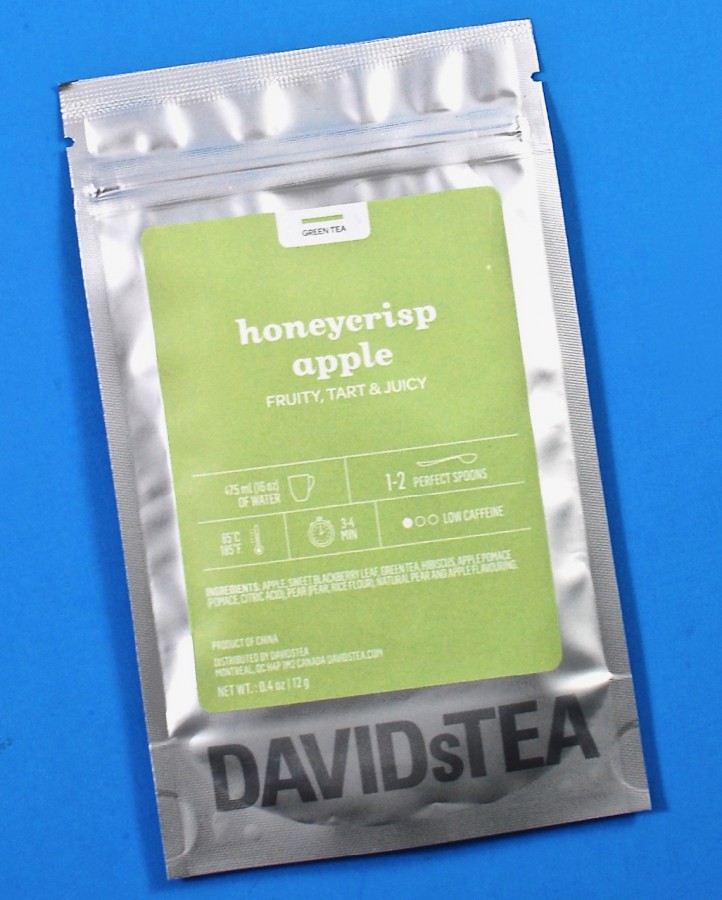 GREEN TEA
honeycrisp
apple
FRUITY, TART & JUICY
475 mL (16 oz)
OF WATER
1-2 PERFECT SPOONS
85°C
185°F
3-4
MIN
LOW CAFFEINE
INGREDIENTS: APPLE, SWEET BLACKBERRY LEAF, GREEN TEA, HIBISCUS, APPLE POMACE
(POMACE, CITRIC ACID), PEAR (PEAR, RICE FLOUR), NATURAL PEAR AND APPLE FLAVOURING.
PRODUCT OF CHINA
DISTRIBUTED BY DAVIDSTEA
MONTREAL, QC H4P 1M2 CANADA DAVIDSTEA.COM
NET WT. : 0.4 oz | 12 g
DAVIDsTEA